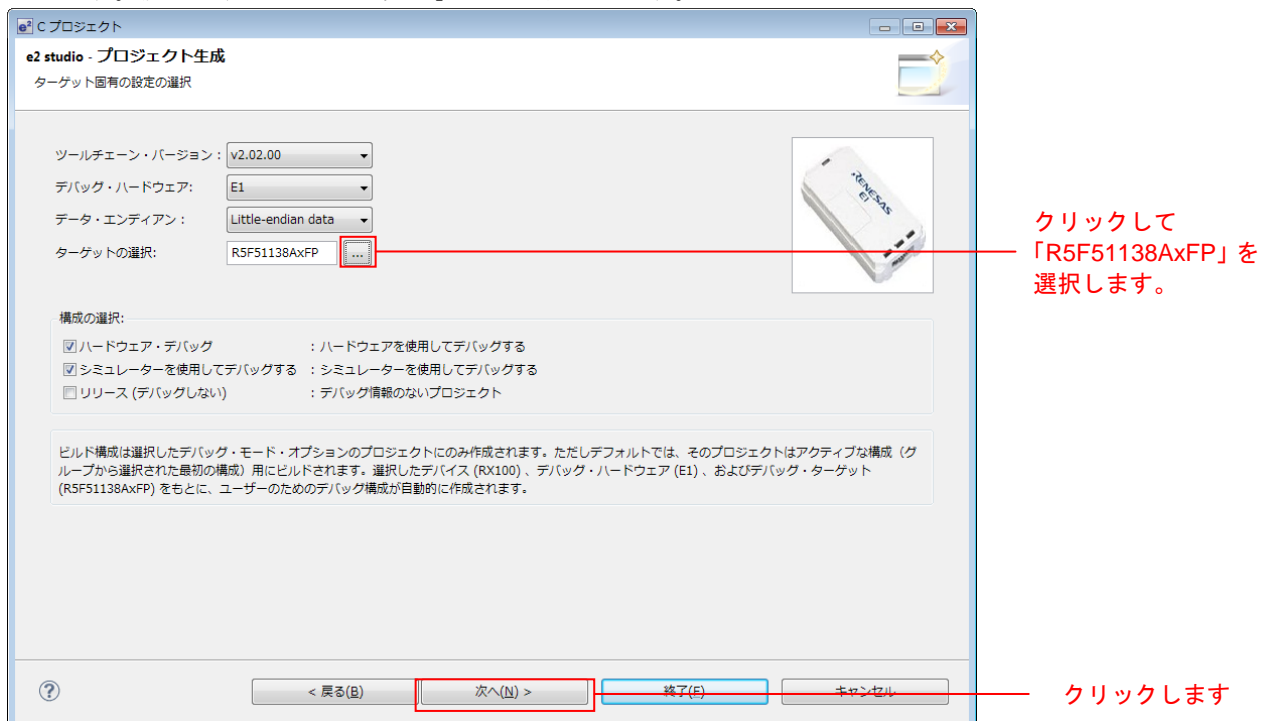 C プロジェクト
e2 studio - プロジェクト生成
ターゲット固有の設定の選択
ツールチェーン・バージョン : v2.02.00
デバッグ・ハードウェア: E1
データ・エンディアン : Little-endian data
ターゲットの選択: R5F51138AxFP ...
RENESAS
E1
クリックして
「R5F51138AxFP」を
選択します。
構成の選択:
ハードウェア・デバッグ : ハードウェアを使用してデバッグする
シミュレーターを使用してデバッグする : シミュレーターを使用してデバッグする
リリース (デバッグしない) : デバッグ情報のないプロジェクト
ビルド構成は選択したデバッグ・モード・オプションのプロジェクトにのみ作成されます。ただしデフォルトでは、そのプロジェクトはアクティブな構成（グ
ループから選択された最初の構成）用にビルドされます。選択したデバイス (RX100) 、デバッグ・ハードウェア (E1) 、およびデバッグ・ターゲット
(R5F51138AxFP) をもとに、ユーザーのためのデバッグ構成が自動的に作成されます。
< 戻る(B) 次へ(N) > 終了(F) キャンセル
クリックします